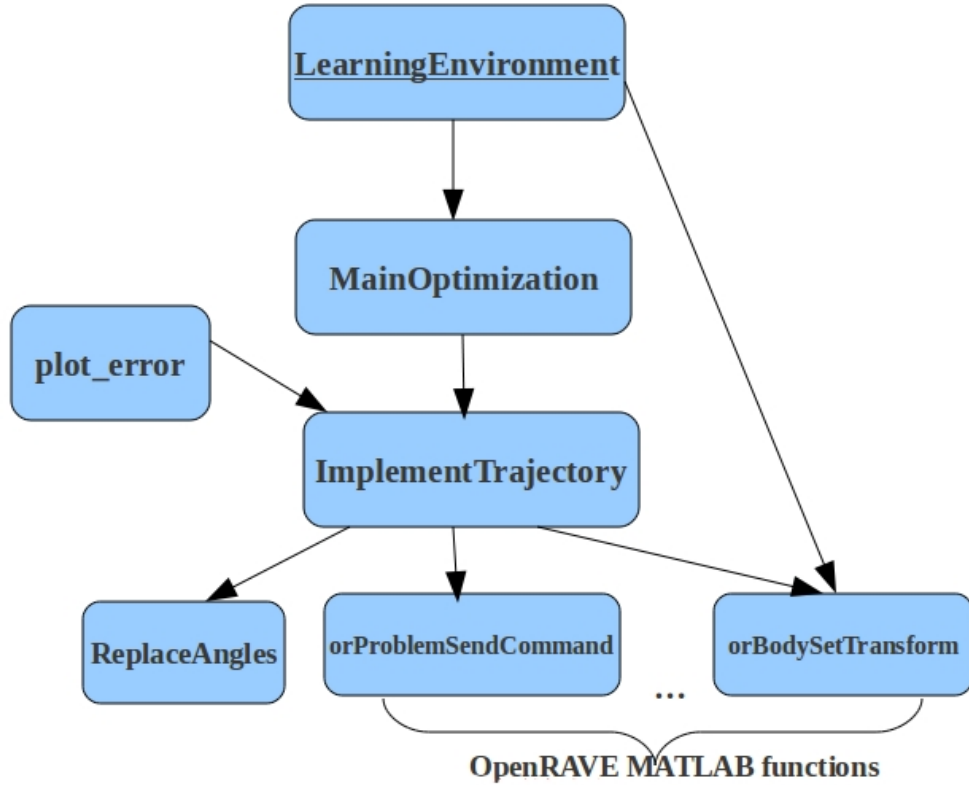 LearningEnvironment
MainOptimization
plot_error
ImplementTrajectory
ReplaceAngles
orProblemSendCommand
orBodySetTransform
...
OpenRAVE MATLAB functions